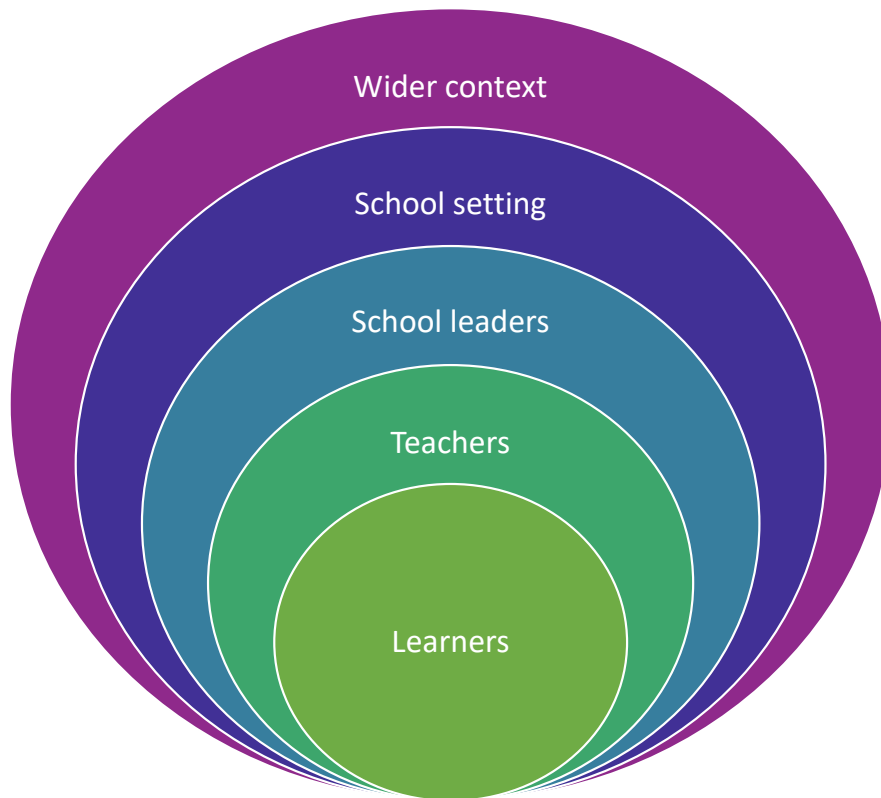 Wider context
School setting
School leaders
Teachers
Learners